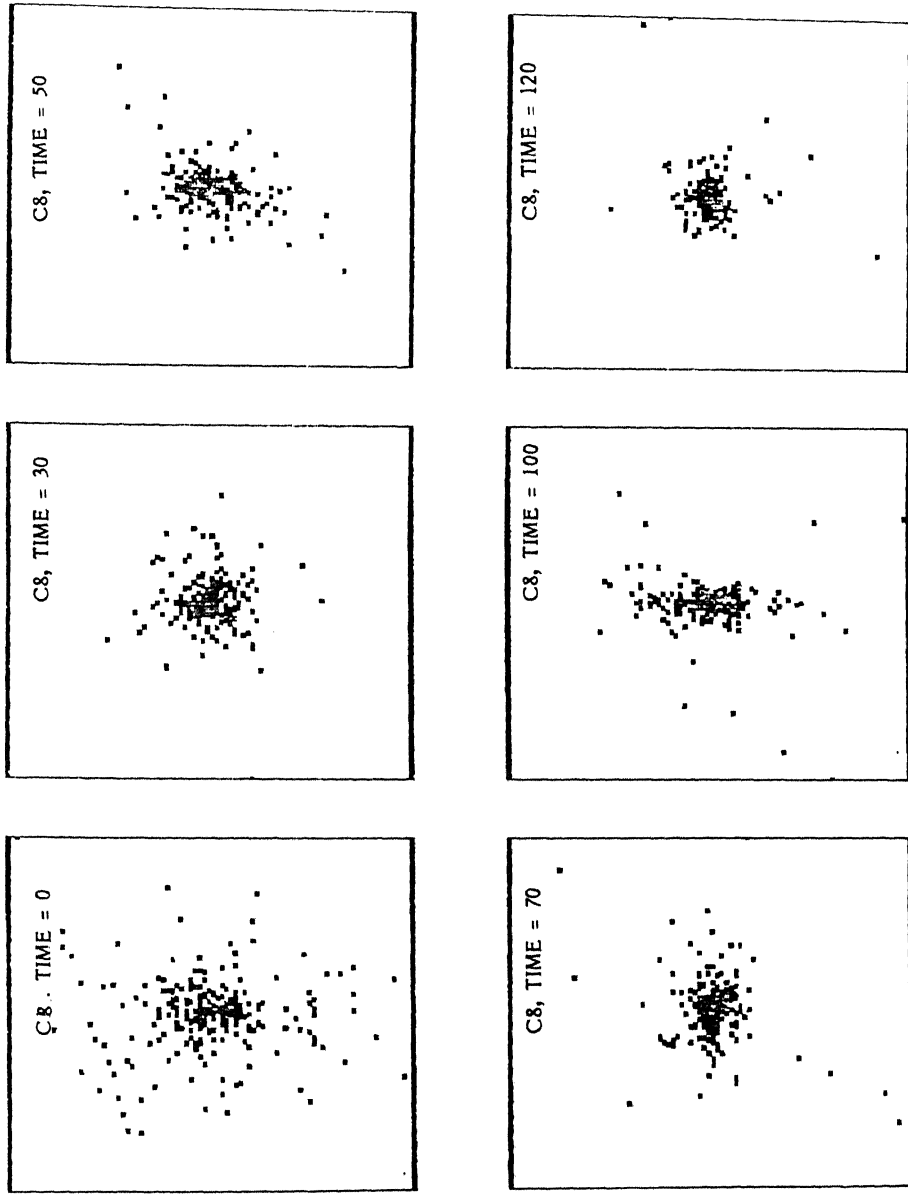 C8. TIME = 0
C8, TIME = 30
C8, TIME = 50
C8, TIME = 70
C8, TIME = 100
C8, TIME = 120